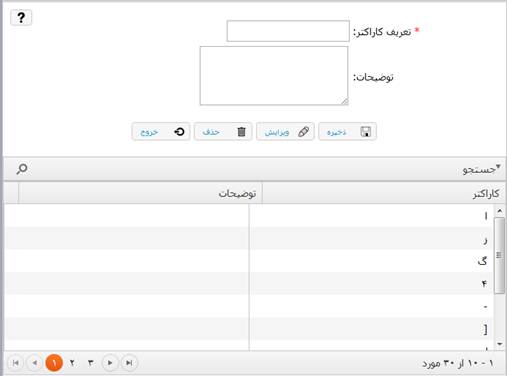 ?
* تعریف کاراکتر:
توضیحات:
ذخیره ویرایش حذف خروج
جستجو
کاراکتر توضیحات
ا
ر
گ
۴
-
]
۱ ۲ ۳
۱ - ۱۰ از ۳۰ مورد